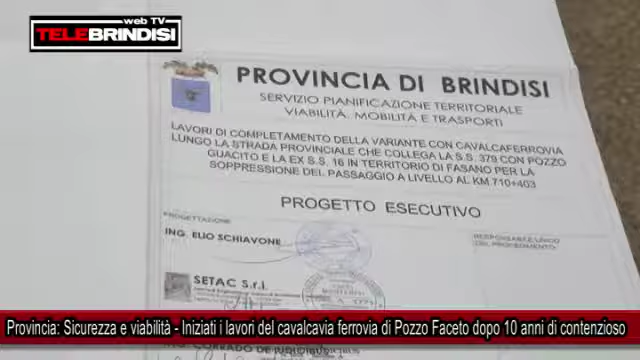 web TV
TELEBRINDISI
PROVINCIA DI BRINDISI
SERVIZIO PIANIFICAZIONE TERRITORIALE
VIABILITÀ, MOBILITÀ E TRASPORTI
LAVORI DI COMPLETAMENTO DELLA VARIANTE CON CAVALCAFERROVIA
LUNGO LA STRADA PROVINCIALE CHE COLLEGA LA S.S. 379 CON POZZO
GUACITO E LA EX S.S. 16 IN TERRITORIO DI FASANO PER LA
SOPPRESSIONE DEL PASSAGGIO A LIVELLO AL KM 710+403
PROGETTO ESECUTIVO
PROGETTAZIONE
RESPONSABILE UNICO
DEL PROCEDIMENTO
ING. ELIO SCHIAVONE
SETAC S.r.l.
Provincia: Sicurezza e viabilità - Iniziati i lavori del cavalcavia ferrovia di Pozzo Faceto dopo 10 anni di contenzioso
ING. CORRADO